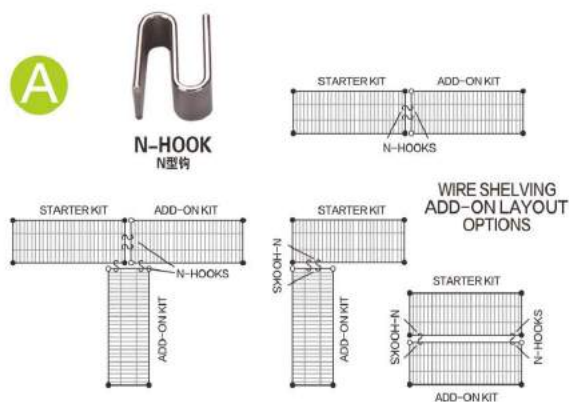 A
N-HOOK
N型钩
STARTER KIT
ADD-ON KIT
N-HOOKS
WIRE SHELVING
ADD-ON LAYOUT
OPTIONS
STARTER KIT
ADD-ON KIT
N-HOOKS
ADD-ON KIT
STARTER KIT
N-HOOKS
ADD-ON KIT
STARTER KIT
N-HOOKS
N-HOOKS
ADD-ON KIT